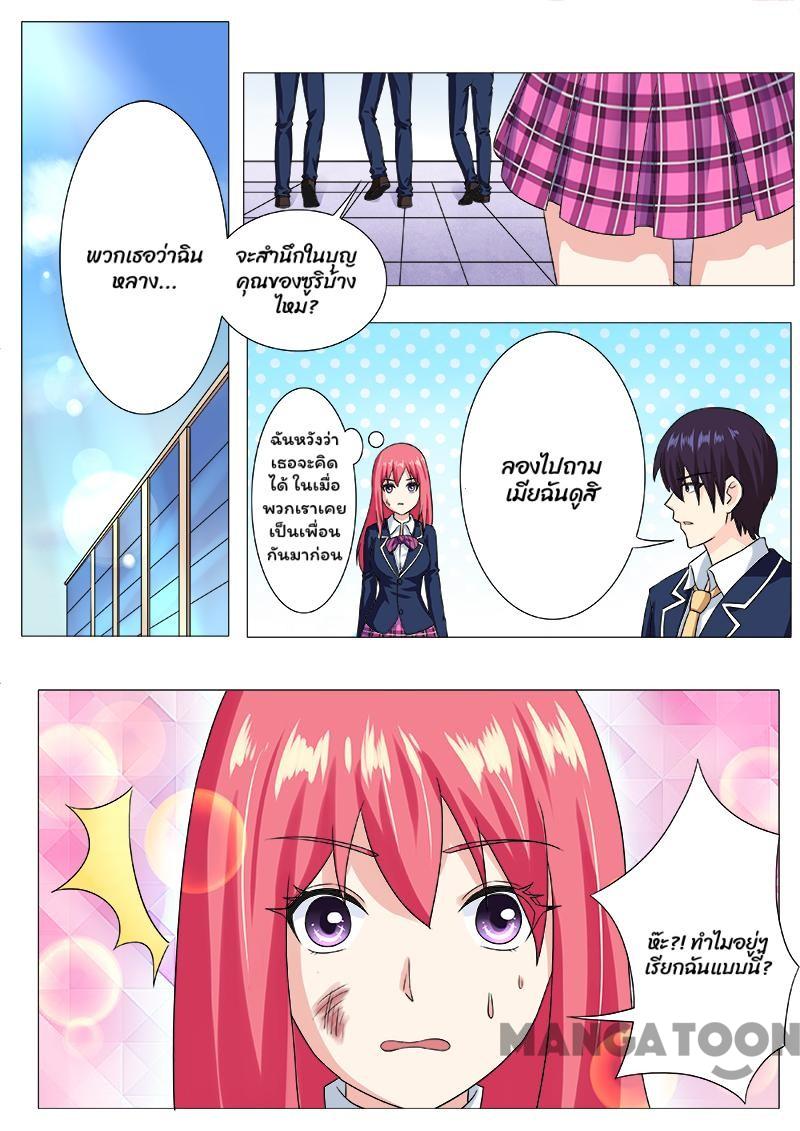 พวกเธอว่าฉิน
หลาง...
จะสำนึกในบุญ
คุณของซูริบ้าง
ไหม?
ฉันหวังว่า
เธอจะคิด
ได้ ในเมื่อ
พวกเราเคย
เป็นเพื่อน
กันมาก่อน
ลองไปถาม
เมียฉันดูสิ
ห๊ะ?! ทำไมอยู่ๆ
เรียกฉันแบบนี้?
MANGATOON